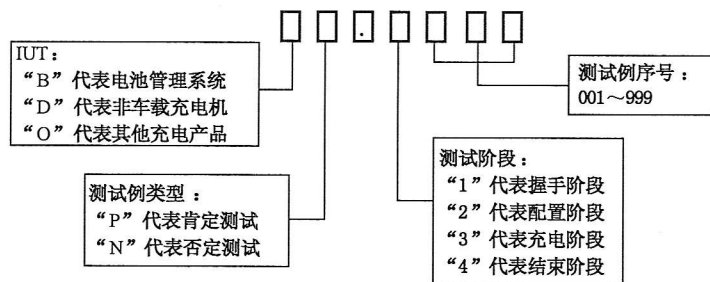 .
IUT:
“B”代表电池管理系统
“D”代表非车载充电机
“O”代表其他充电产品
测试例序号:
001～999
测试例类型:
“P”代表肯定测试
“N”代表否定测试
测试阶段:
“1”代表握手阶段
“2”代表配置阶段
“3”代表充电阶段
“4”代表结束阶段